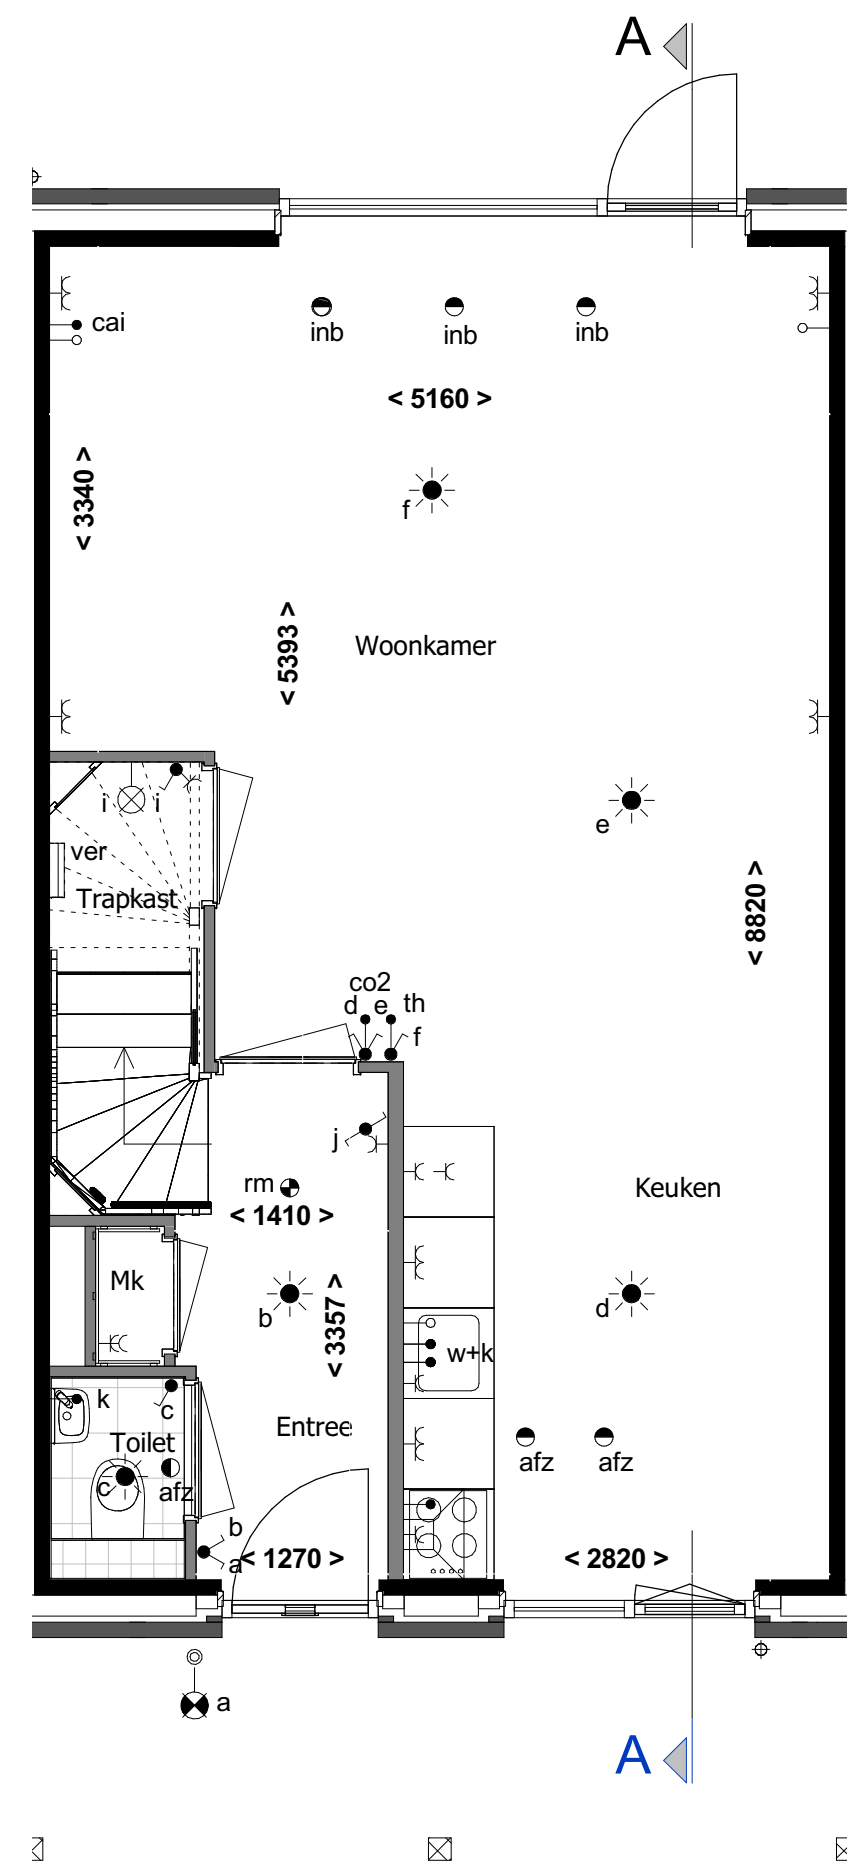 A
cai
inb inb inb
< 5160 >
< 3340 >
f
< 5393 >
Woonkamer
i i
e
ver
Trapkast
< 8820 >
co2
d e th
f
j
rm
< 1410 >
Keuken
Mk
b
< 3357 >
d
w+k
k
c
Entree
Toilet
afz afz
c
afz
b
a
< 1270 >
< 2820 >
a
A